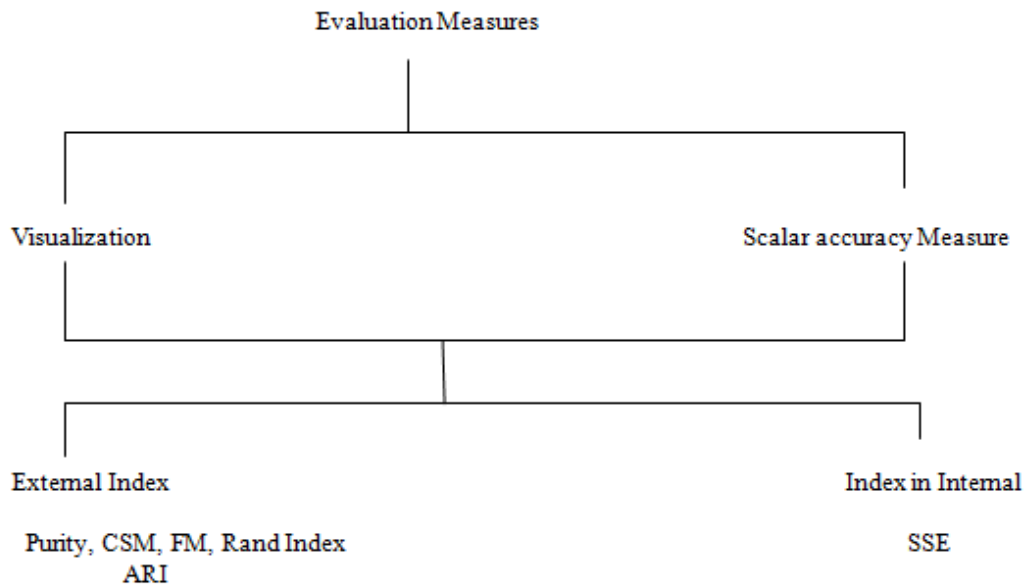 Evaluation Measures
Visualization
Scalar accuracy Measure
External Index
Index in Internal
Purity, CSM, FM, Rand Index
ARI
SSE